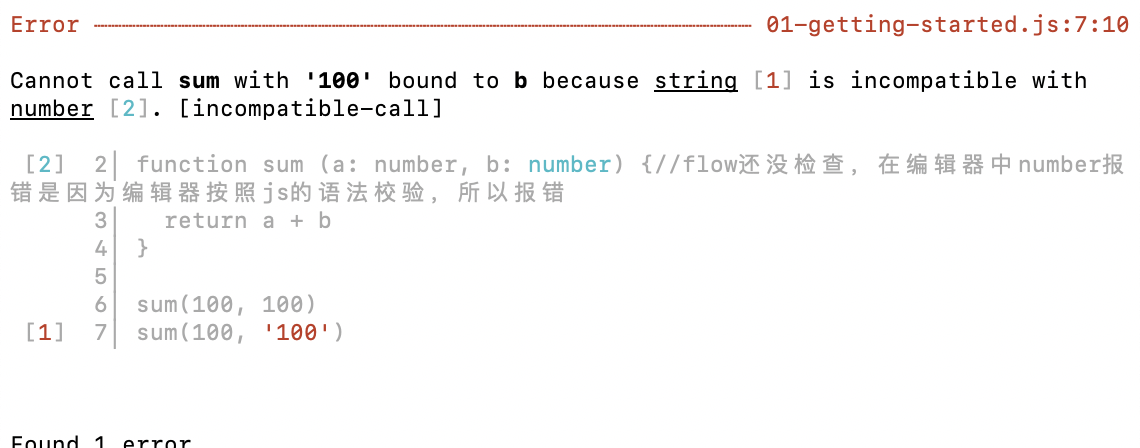 Error ------------------------------------------------------------ 01-getting-started.js:7:10
Cannot call sum with '100' bound to b because string [1] is incompatible with
number [2]. [incompatible-call]
[2] 2│ function sum (a: number, b: number) {//flow还没检查，在编辑器中number报
错是因为编辑器按照js的语法校验，所以报错
3│ return a + b
4│ }
5│
6│ sum(100, 100)
[1] 7│ sum(100, '100')
Found 1 error